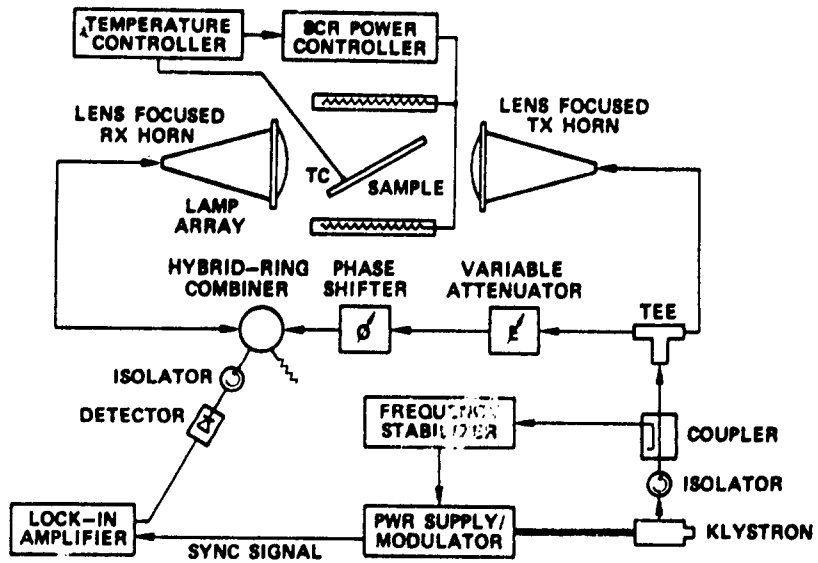 TEMPERATURE
CONTROLLER
SCR POWER
CONTROLLER
LENS FOCUSED
RX HORN
LENS FOCUSED
TX HORN
TC
SAMPLE
LAMP
ARRAY
HYBRID-RING
COMBINER
PHASE
SHIFTER
VARIABLE
ATTENUATOR
TEE
Ø
ISOLATOR
DETECTOR
FREQUENCY
STABILIZER
COUPLER
ISOLATOR
LOCK-IN
AMPLIFIER
SYNC SIGNAL
PWR SUPPLY/
MODULATOR
KLYSTRON